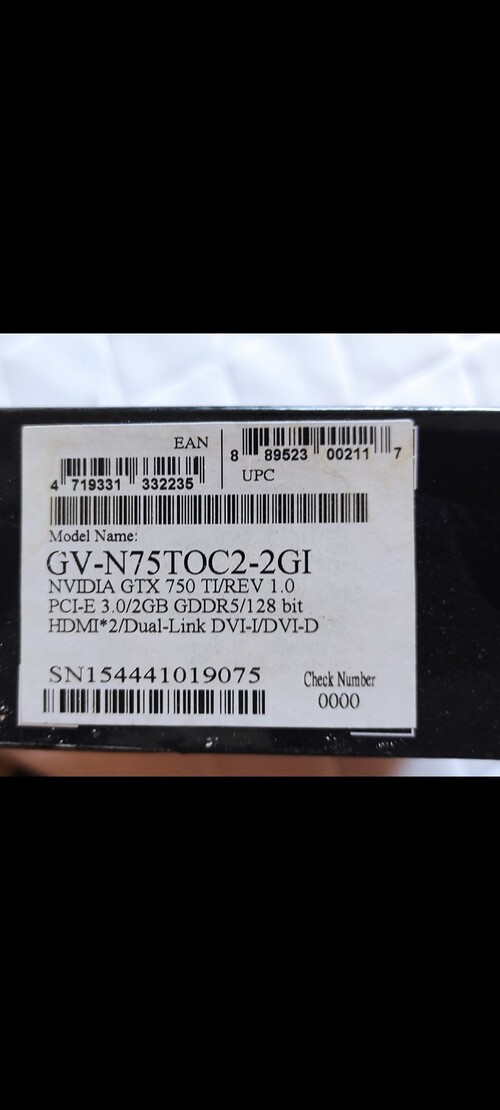 EAN
4 719331 332235
8 89523 00211 7
UPC
Model Name:
GV-N75TOC2-2GI
NVIDIA GTX 750 TI/REV 1.0
PCI-E 3.0/2GB GDDR5/128 bit
HDMI*2/Dual-Link DVI-I/DVI-D
SN154441019075
Check Number
0000